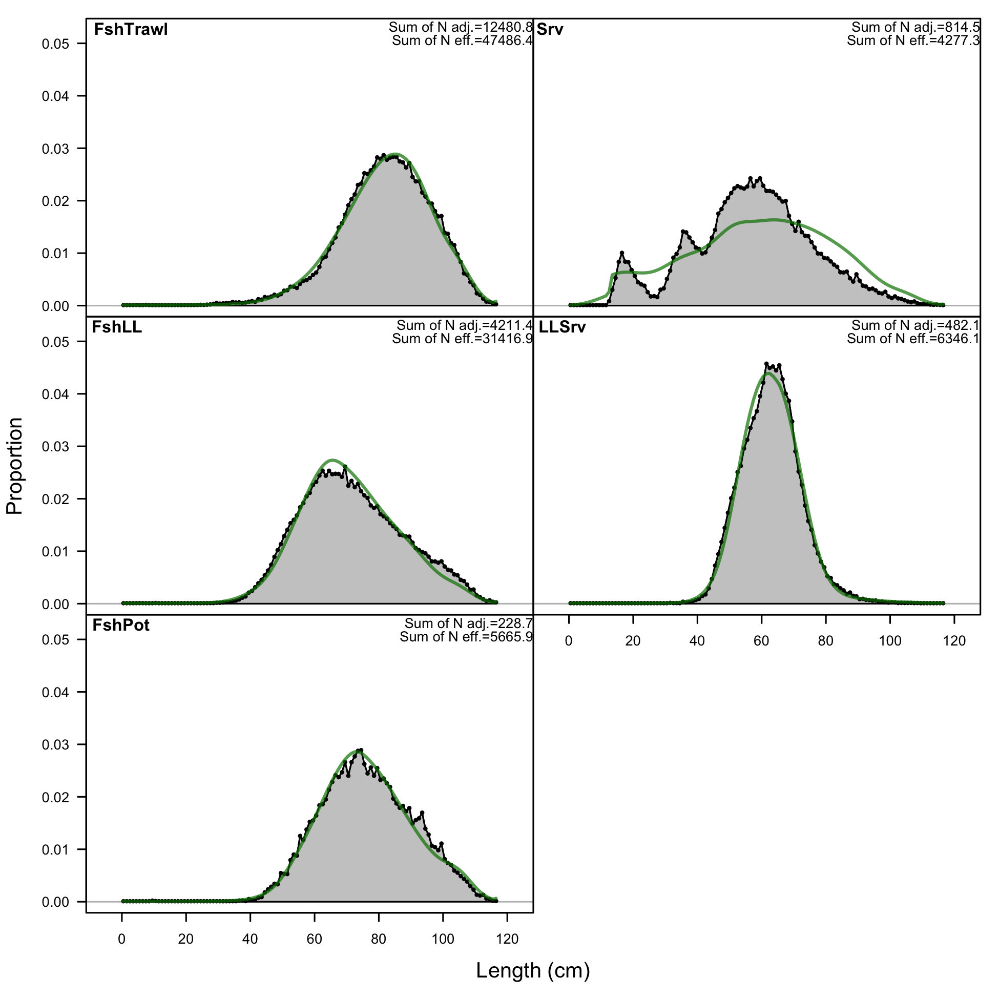 FshTrawl
Sum of N adj.=12480.8
Sum of N eff.=47486.4
0.05
0.04
0.03
0.02
0.01
0.00
Srv
Sum of N adj.=814.5
Sum of N eff.=4277.3
FshLL
Sum of N adj.=4211.4
Sum of N eff.=31416.9
0.05
0.04
0.03
0.02
0.01
0.00
LLSrv
Sum of N adj.=482.1
Sum of N eff.=6346.1
0 20 40 60 80 100 120
FshPot
Sum of N adj.=228.7
Sum of N eff.=5665.9
0.05
0.04
0.03
0.02
0.01
0.00
0 20 40 60 80 100 120
Proportion
Length (cm)